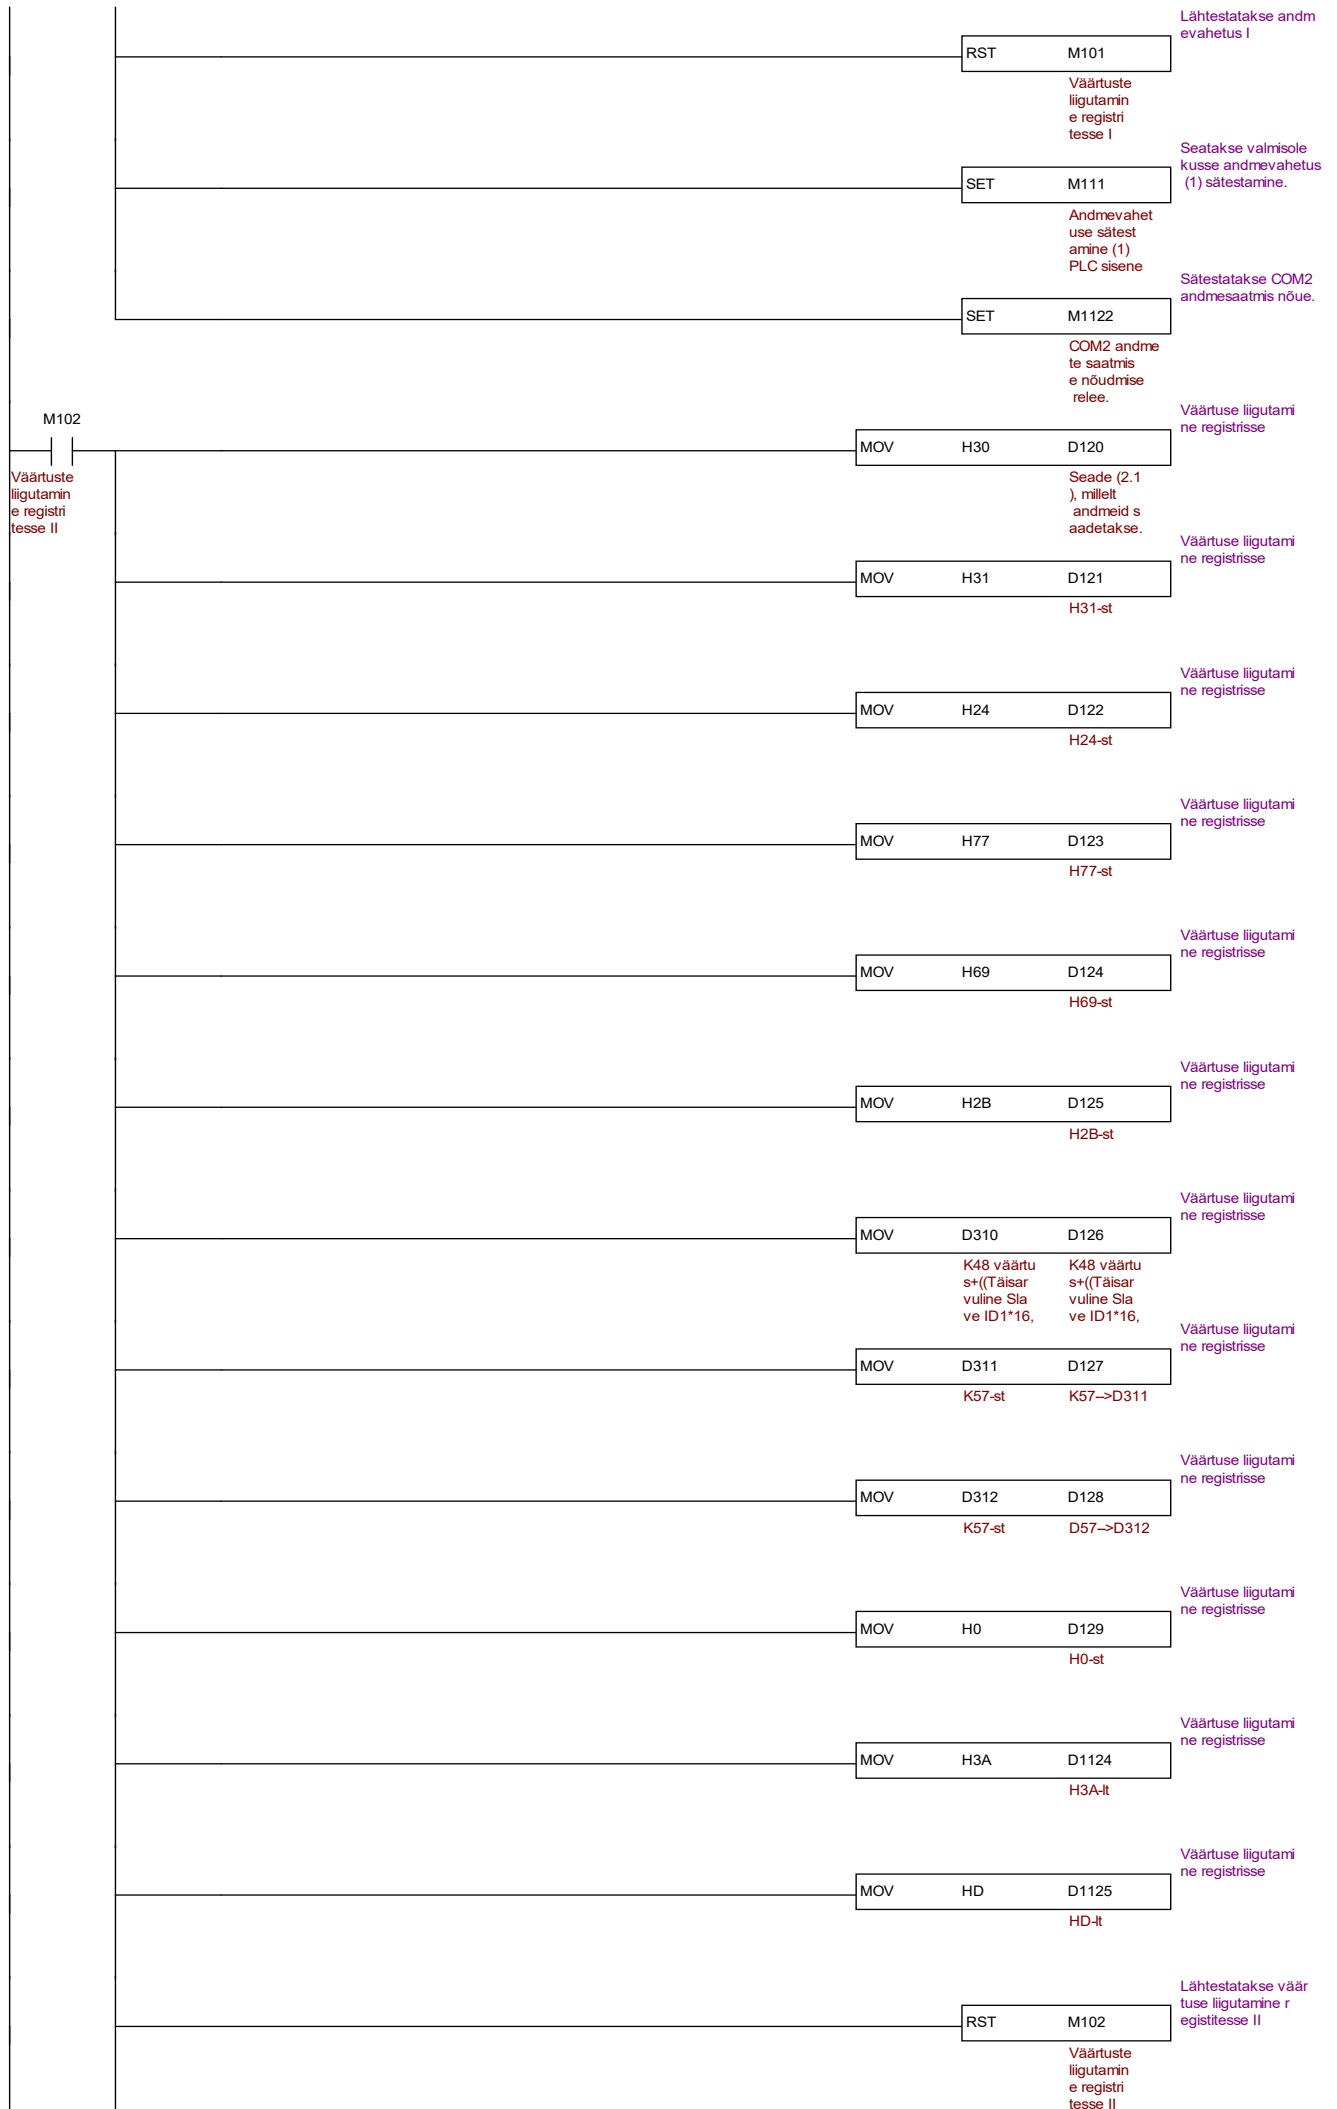 Lähtestatakse andm
evahetus I
RST M101
Väärtuste
liigutamin
e registri
tesse I
Seatakse valmisole
kusse andmevahetus
(1) sätestamine.
SET M111
Andmevahet
use sätest
amine (1)
PLC sisene
Sätestatakse COM2
andmesaatmis nõue.
SET M1122
COM2 andme
te saatmis
e nõudmise
relee.
M102
Väärtuste
liigutamin
e registri
tesse II
Väärtuse liigutami
ne registrisse
MOV H30 D120
Seade (2.1
), millelt
andmeid s
aadetakse.
Väärtuse liigutami
ne registrisse
MOV H31 D121
H31-st
Väärtuse liigutami
ne registrisse
MOV H24 D122
H24-st
Väärtuse liigutami
ne registrisse
MOV H77 D123
H77-st
Väärtuse liigutami
ne registrisse
MOV H69 D124
H69-st
Väärtuse liigutami
ne registrisse
MOV H2B D125
H2B-st
Väärtuse liigutami
ne registrisse
MOV D310 D126
K48 väärtu K48 väärtu
s+((Täisar s+((Täisar
vuline Sla vuline Sla
ve ID1*16, ve ID1*16,
Väärtuse liigutami
ne registrisse
MOV D311 D127
K57-st K57-->D311
Väärtuse liigutami
ne registrisse
MOV D312 D128
K57-st D57-->D312
Väärtuse liigutami
ne registrisse
MOV H0 D129
H0-st
Väärtuse liigutami
ne registrisse
MOV H3A D1124
H3A-lt
Väärtuse liigutami
ne registrisse
MOV HD D1125
HD-lt
Lähtestatakse väär
tuse liigutamine r
egistitesse II
RST M102
Väärtuste
liigutamin
e registri
tesse II